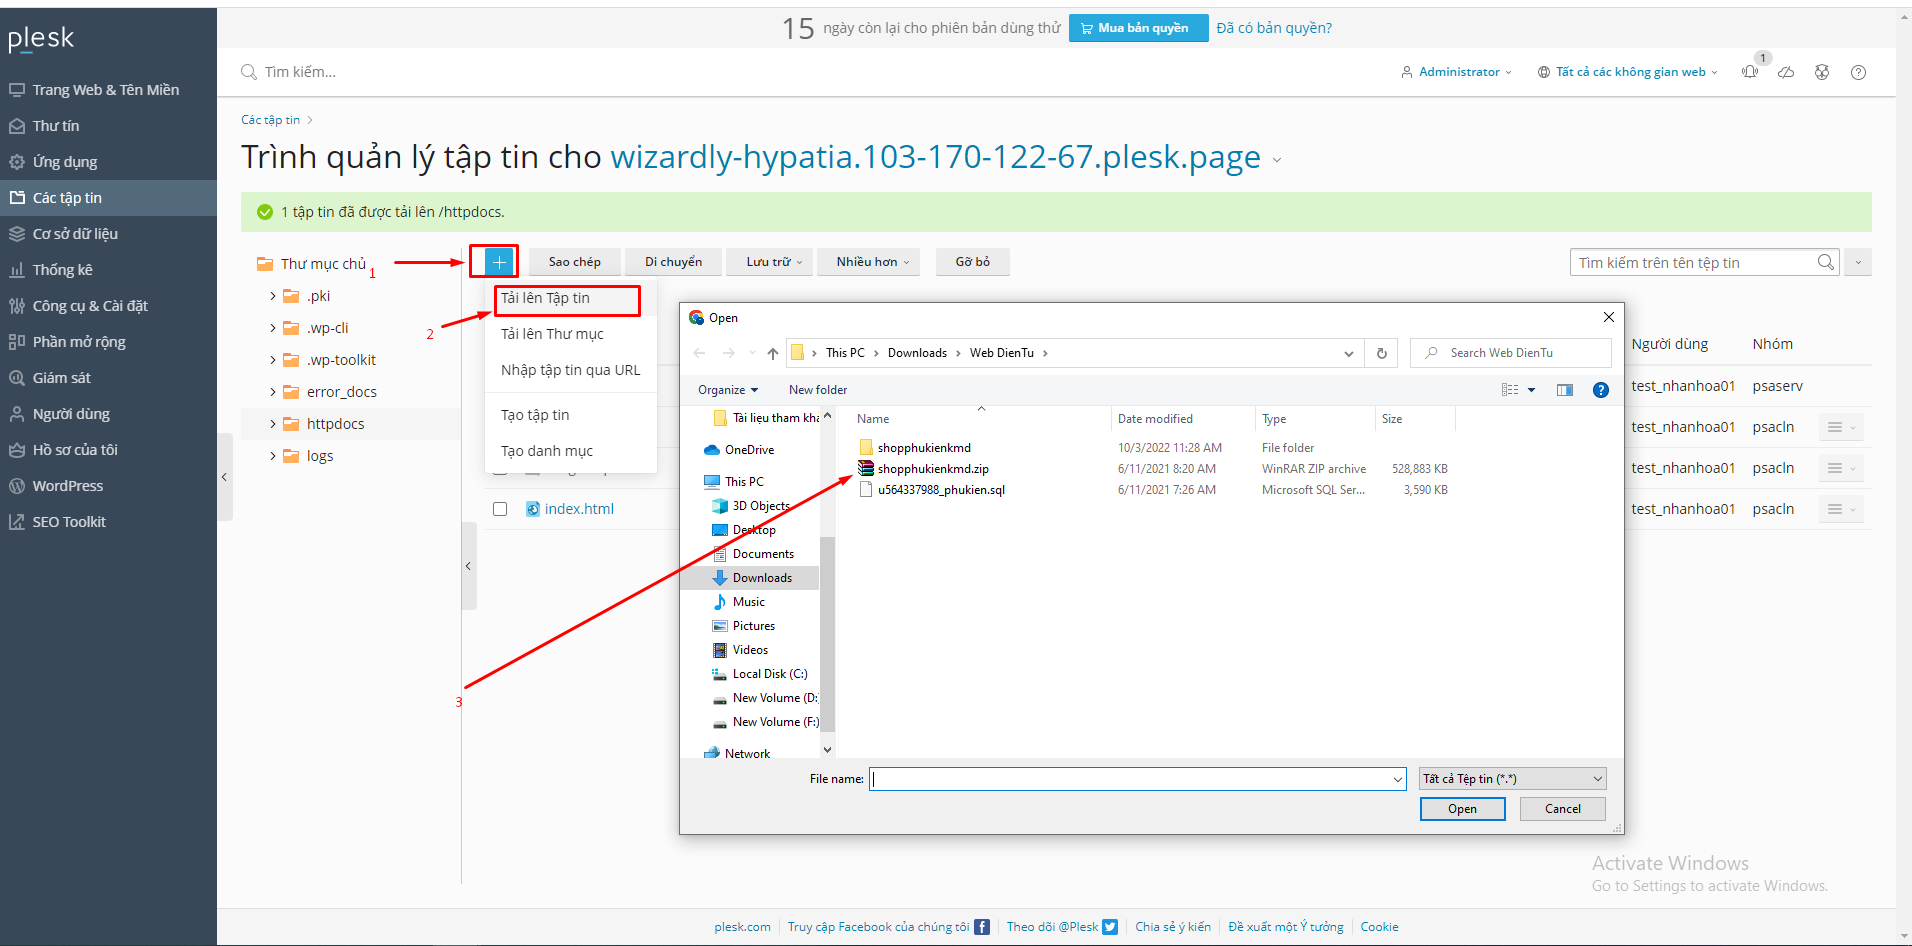 plesk
Trang Web & Tên Miền
Thư tín
Ứng dụng
Các tập tin
Cơ sở dữ liệu
Thống kê
Công cụ & Cài đặt
Phần mở rộng
Giám sát
Người dùng
Hồ sơ của tôi
WordPress
SEO Toolkit
15 ngày còn lại cho phiên bản dùng thử Mua bản quyền Đã có bản quyền?
Tìm kiếm... Administrator Tất cả các không gian web 1
Các tập tin
Trình quản lý tập tin cho wizardly-hypatia.103-170-122-67.plesk.page
1 tập tin đã được tải lên /httpdocs.
Thư mục chủ 1
.pki
.wp-cli
.wp-toolkit
error_docs
httpdocs
logs
Sao chép Di chuyển Lưu trữ Nhiều hơn Gỡ bỏ Tìm kiếm trên tên tệp tin
2
Tải lên Tập tin
Tải lên Thư mục
Nhập tập tin qua URL
Tạo tập tin
Tạo danh mục
index.html
3
Người dùng Nhóm
test_nhanhoa01 psaserv
test_nhanhoa01 psacln
test_nhanhoa01 psacln
test_nhanhoa01 psacln
Open
This PC Downloads Web DienTu Search Web DienTu
Organize New folder
Tài liệu tham khả
OneDrive
This PC
3D Objects
Desktop
Documents
Downloads
Music
Pictures
Videos
Local Disk (C:)
New Volume (D:
New Volume (F:)
Network
Name Date modified Type Size
shopphukienkmd 10/3/2022 11:28 AM File folder
shopphukienkmd.zip 6/11/2021 8:20 AM WinRAR ZIP archive 528,883 KB
u564337988_phukien.sql 6/11/2021 7:26 AM Microsoft SQL Ser... 3,590 KB
File name: Tất cả Tệp tin (*.*)
Open Cancel
Activate Windows
Go to Settings to activate Windows.
plesk.com Truy cập Facebook của chúng tôi Theo dõi @Plesk Chia sẻ ý kiến Đề xuất một Ý tưởng Cookie